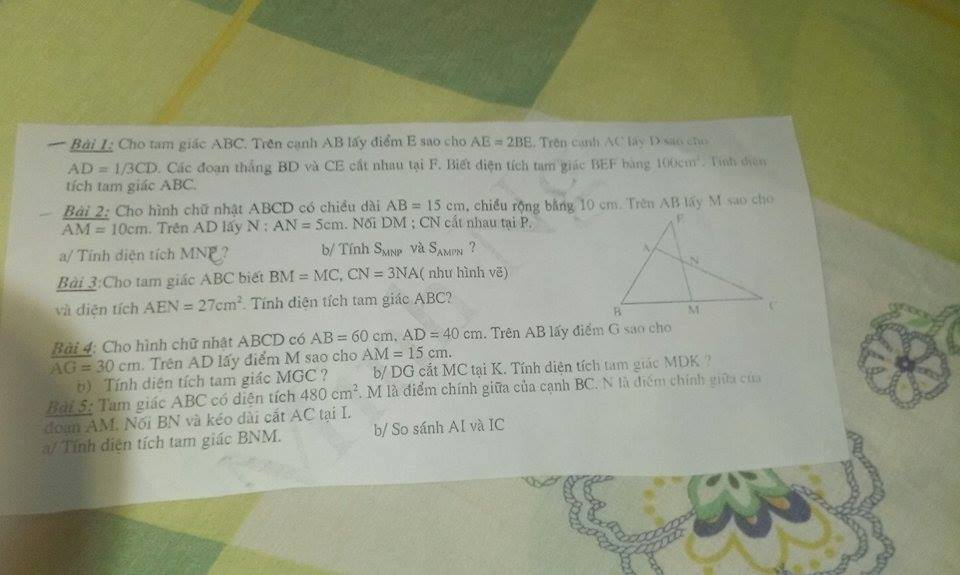 Bài 1: Cho tam giác ABC. Trên cạnh AB lấy điểm E sao cho AE = 2BE. Trên cạnh AC lấy D sao cho
AD = 1/3CD. Các đoạn thẳng BD và CE cắt nhau tại F. Biết diện tích tam giác BEF bằng 100cm². Tính diện
tích tam giác ABC.
Bài 2: Cho hình chữ nhật ABCD có chiều dài AB = 15 cm, chiều rộng bằng 10 cm. Trên AB lấy M sao cho
AM = 10cm. Trên AD lấy N : AN = 5cm. Nối DM ; CN cắt nhau tại P.
a/ Tính diện tích MNP ?
b/ Tính SMNP và SAMPN ?
Bài 3:Cho tam giác ABC biết BM = MC, CN = 3NA( như hình vẽ)
và diện tích AEN = 27cm². Tính diện tích tam giác ABC?
E
A
N
B
M
C
Bài 4: Cho hình chữ nhật ABCD có AB = 60 cm, AD = 40 cm. Trên AB lấy điểm G sao cho
AG = 30 cm. Trên AD lấy điểm M sao cho AM = 15 cm.
b) Tính diện tích tam giác MGC ?
b/ DG cắt MC tại K. Tính diện tích tam giác MDK ?
Bài 5: Tam giác ABC có diện tích 480 cm². M là điểm chính giữa của cạnh BC. N là điểm chính giữa của
đoạn AM. Nối BN và kéo dài cắt AC tại I.
a/ Tính diện tích tam giác BNM.
b/ So sánh AI và IC